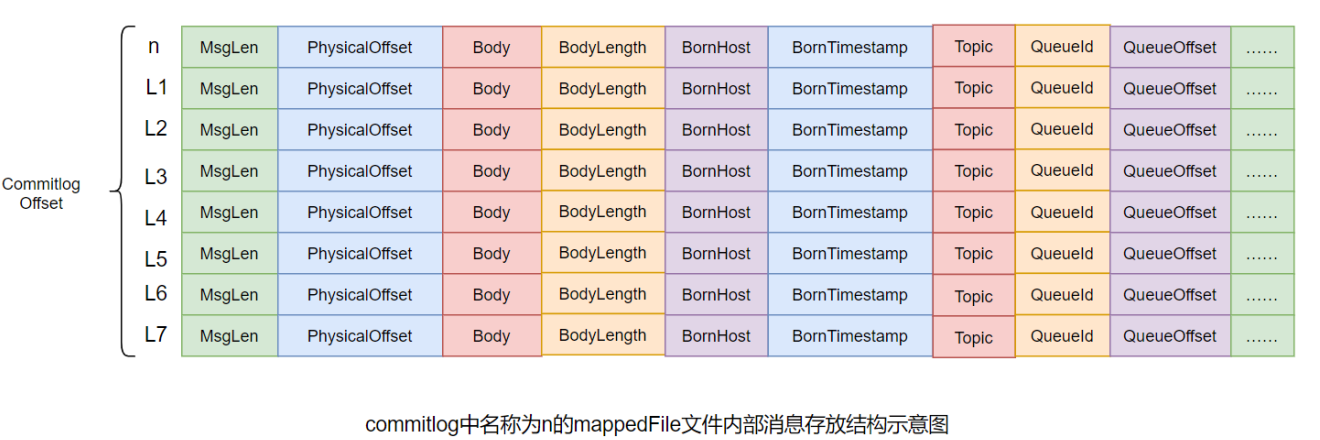 n MsgLen PhysicalOffset Body BodyLength BornHost BornTimestamp Topic QueueId QueueOffset ……
L1 MsgLen PhysicalOffset Body BodyLength BornHost BornTimestamp Topic QueueId QueueOffset ……
L2 MsgLen PhysicalOffset Body BodyLength BornHost BornTimestamp Topic QueueId QueueOffset ……
L3 MsgLen PhysicalOffset Body BodyLength BornHost BornTimestamp Topic QueueId QueueOffset ……
Commitlog
Offset
L4 MsgLen PhysicalOffset Body BodyLength BornHost BornTimestamp Topic QueueId QueueOffset ……
L5 MsgLen PhysicalOffset Body BodyLength BornHost BornTimestamp Topic QueueId QueueOffset ……
L6 MsgLen PhysicalOffset Body BodyLength BornHost BornTimestamp Topic QueueId QueueOffset ……
L7 MsgLen PhysicalOffset Body BodyLength BornHost BornTimestamp Topic QueueId QueueOffset ……
commitlog中名称为n的mappedFile文件内部消息存放结构示意图